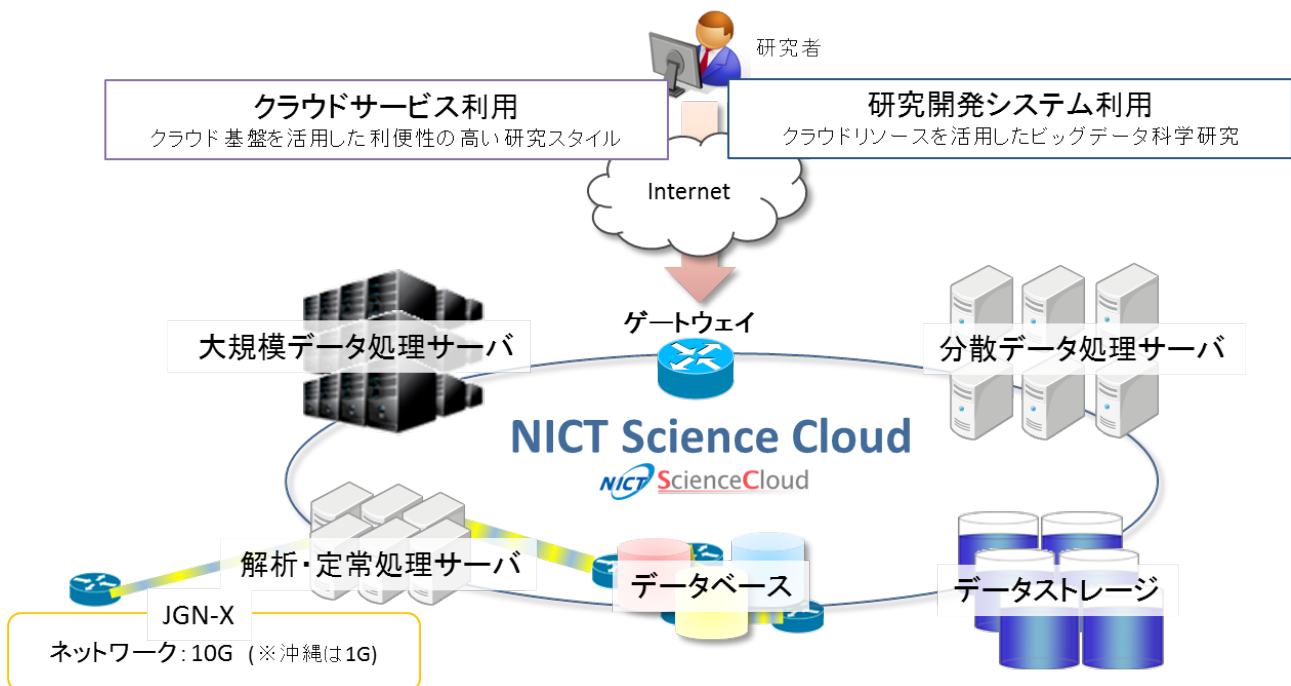 研究者
クラウドサービス利用
クラウド基盤を活用した利便性の高い研究スタイル
研究開発システム利用
クラウドリソースを活用したビッグデータ科学研究
Internet
ゲートウェイ
大規模データ処理サーバ
分散データ処理サーバ
NICT Science Cloud
NICT ScienceCloud
解析・定常処理サーバ
データベース
データストレージ
JGN-X
ネットワーク：10G (※沖縄は1G)